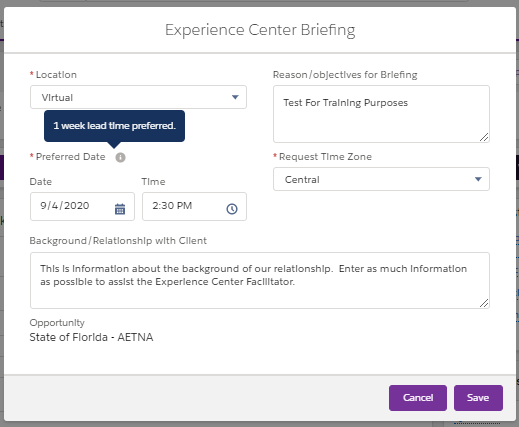 Experience Center Briefing
* Location
Reason/objectives for Briefing
Virtual
Test For Training Purposes
1 week lead time preferred.
* Preferred Date
* Request Time Zone
Date
Time
Central
9/4/2020
2:30 PM
Background/Relationship with Client
This is information about the background of our relationship. Enter as much information
as possible to assist the Experience Center Facilitator.
Opportunity
State of Florida - AETNA
Cancel
Save